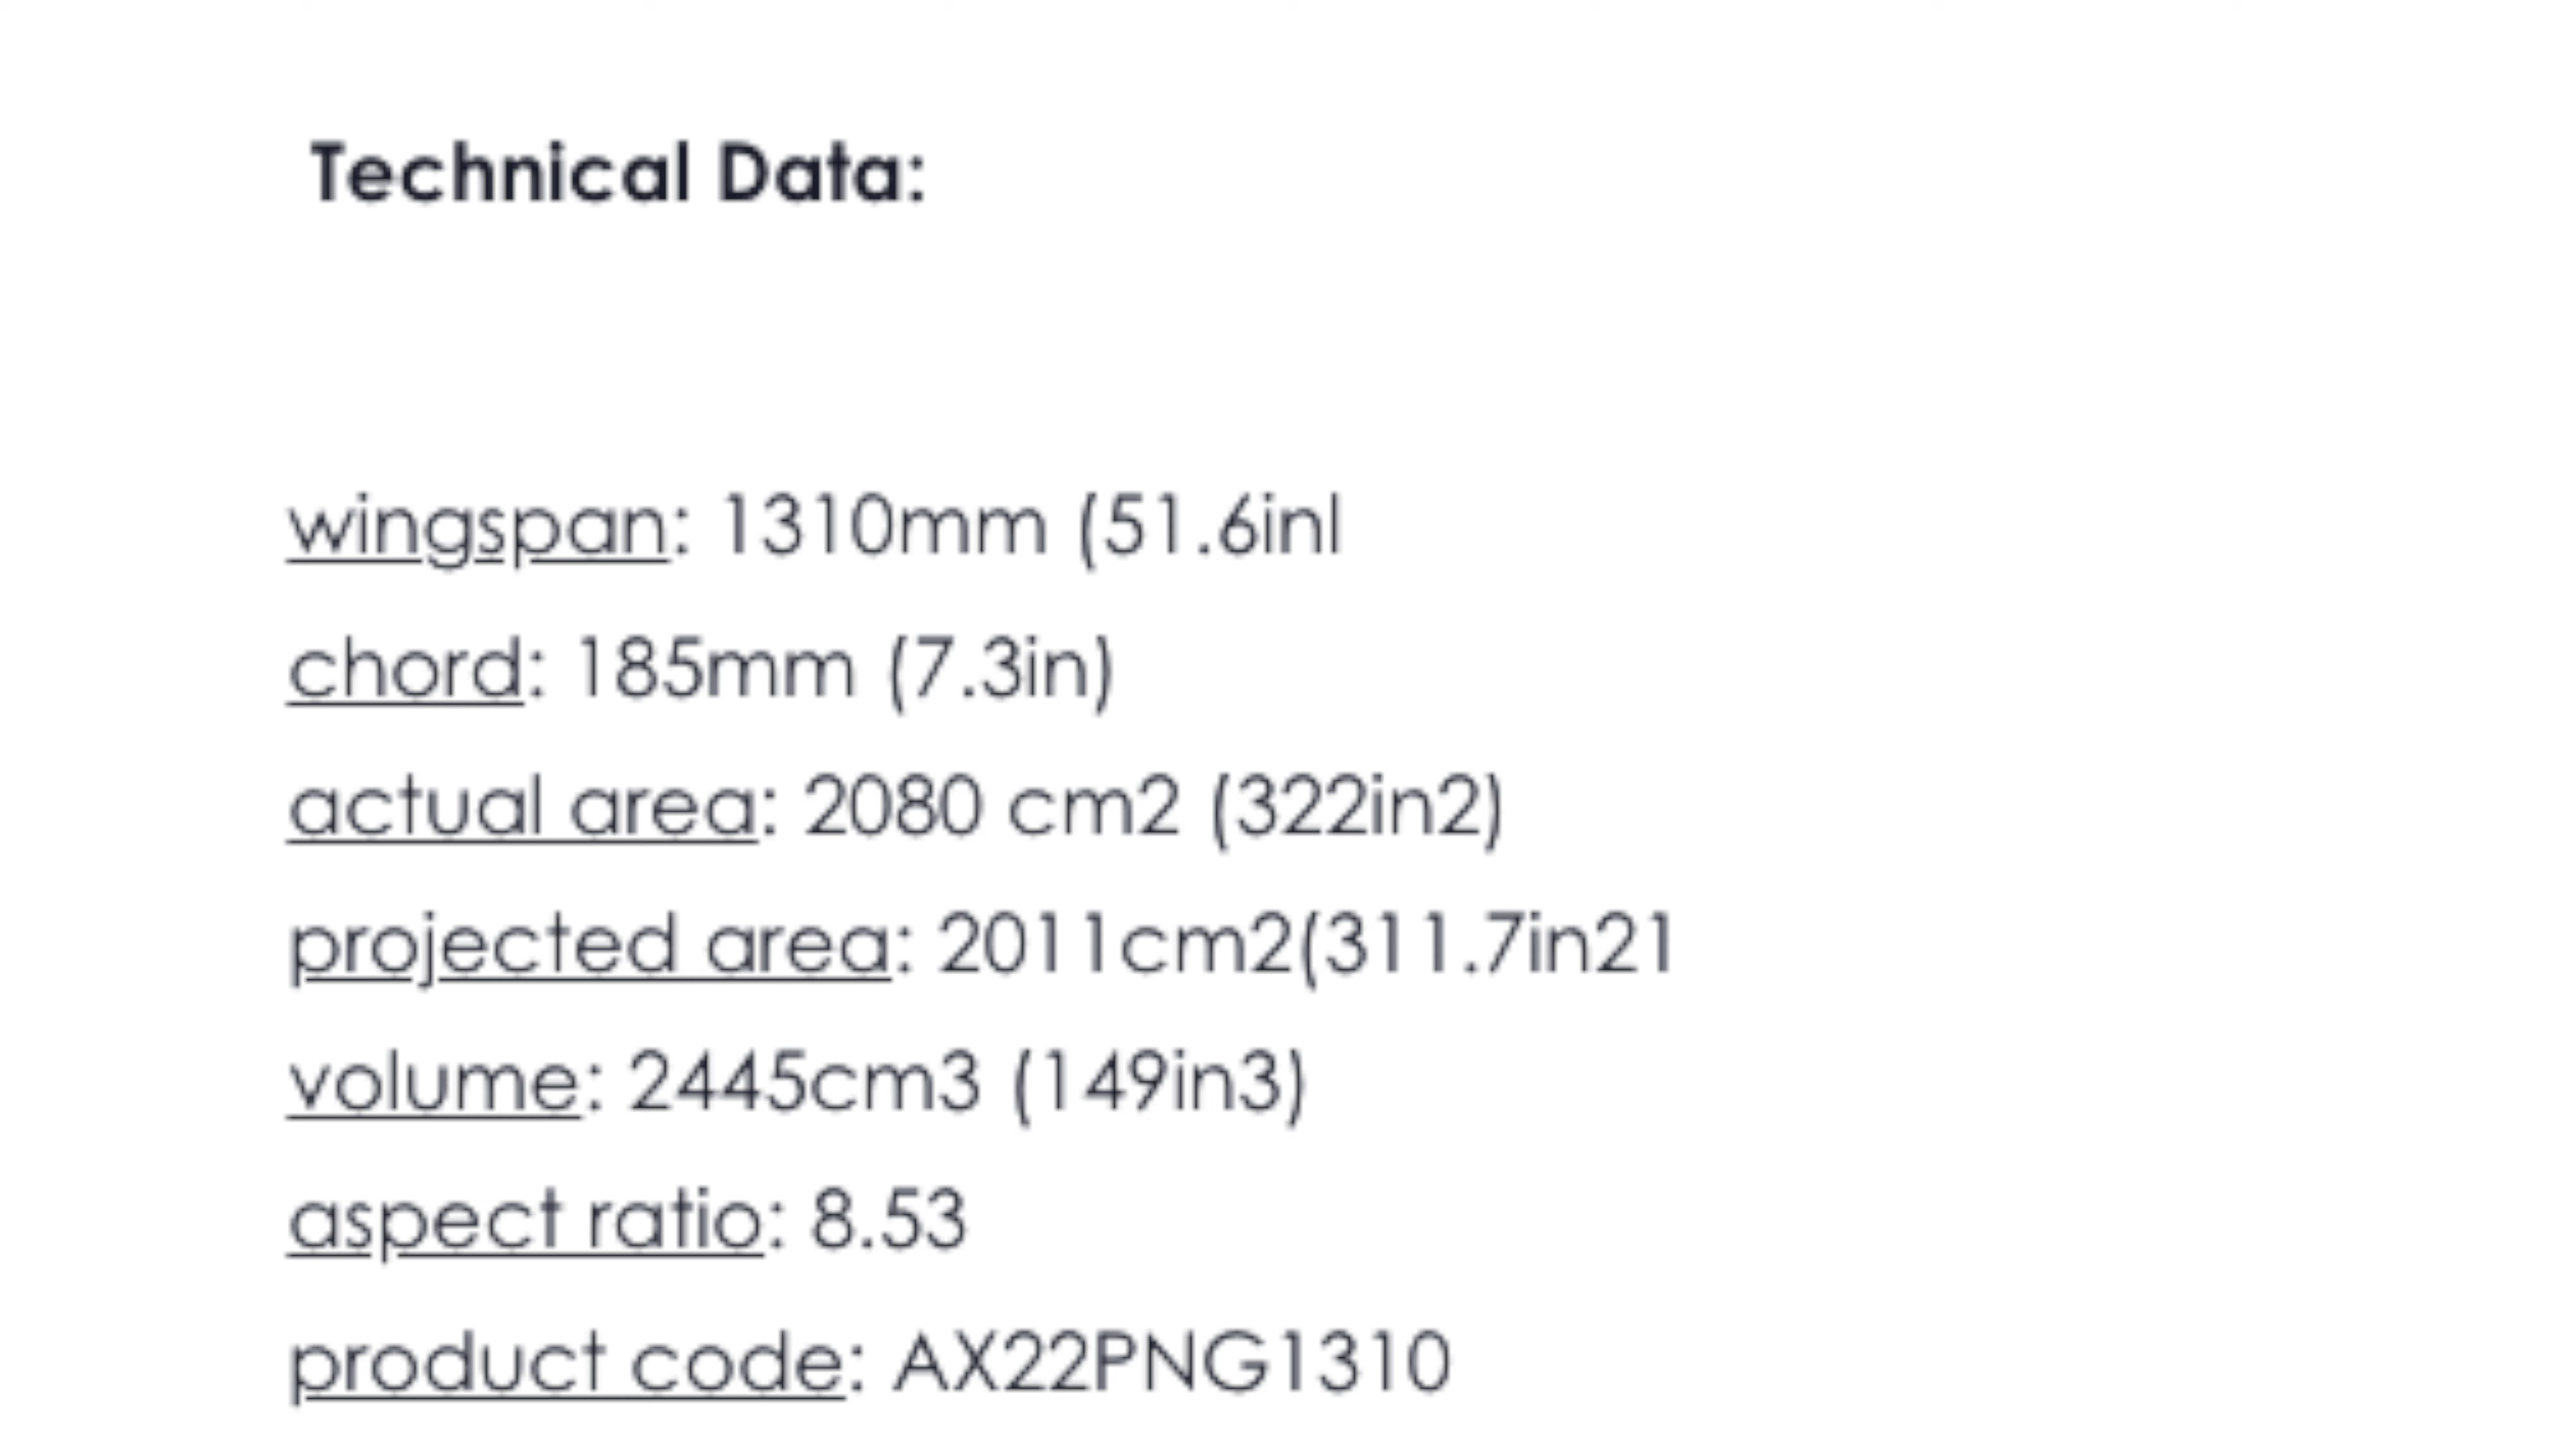 Technical Data:
wingspan: 1310mm (51.6inl
chord: 185mm (7.3in)
actual area: 2080 cm2 (322in2)
projected area: 2011cm2(311.7in21
volume: 2445cm3 (149in3)
aspect ratio: 8.53
product code: AX22PNG1310